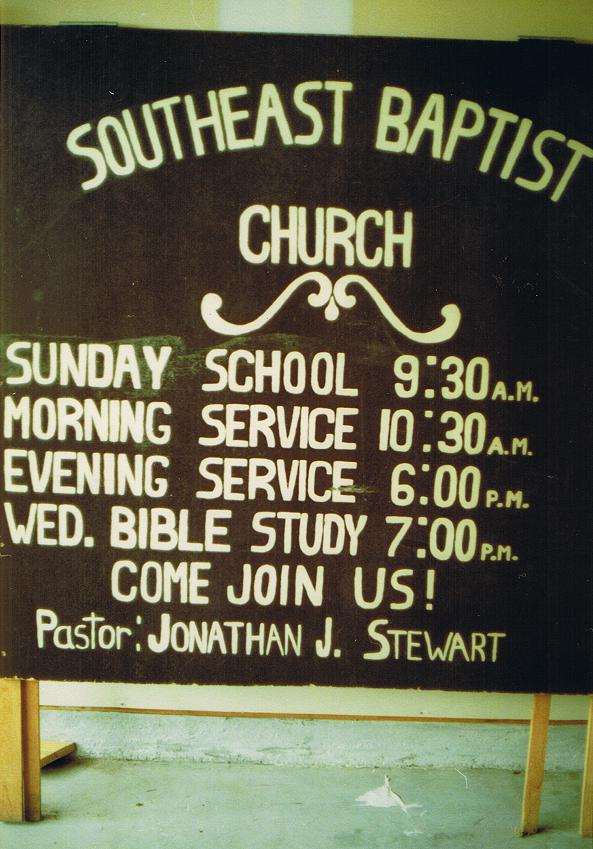 SOUTHEAST BAPTIST
CHURCH
SUNDAY SCHOOL 9:30 A.M.
MORNING SERVICE 10:30 A.M.
EVENING SERVICE 6:00 P.M.
WED. BIBLE STUDY 7:00 P.M.
COME JOIN US!
Pastor: JONATHAN J. STEWART